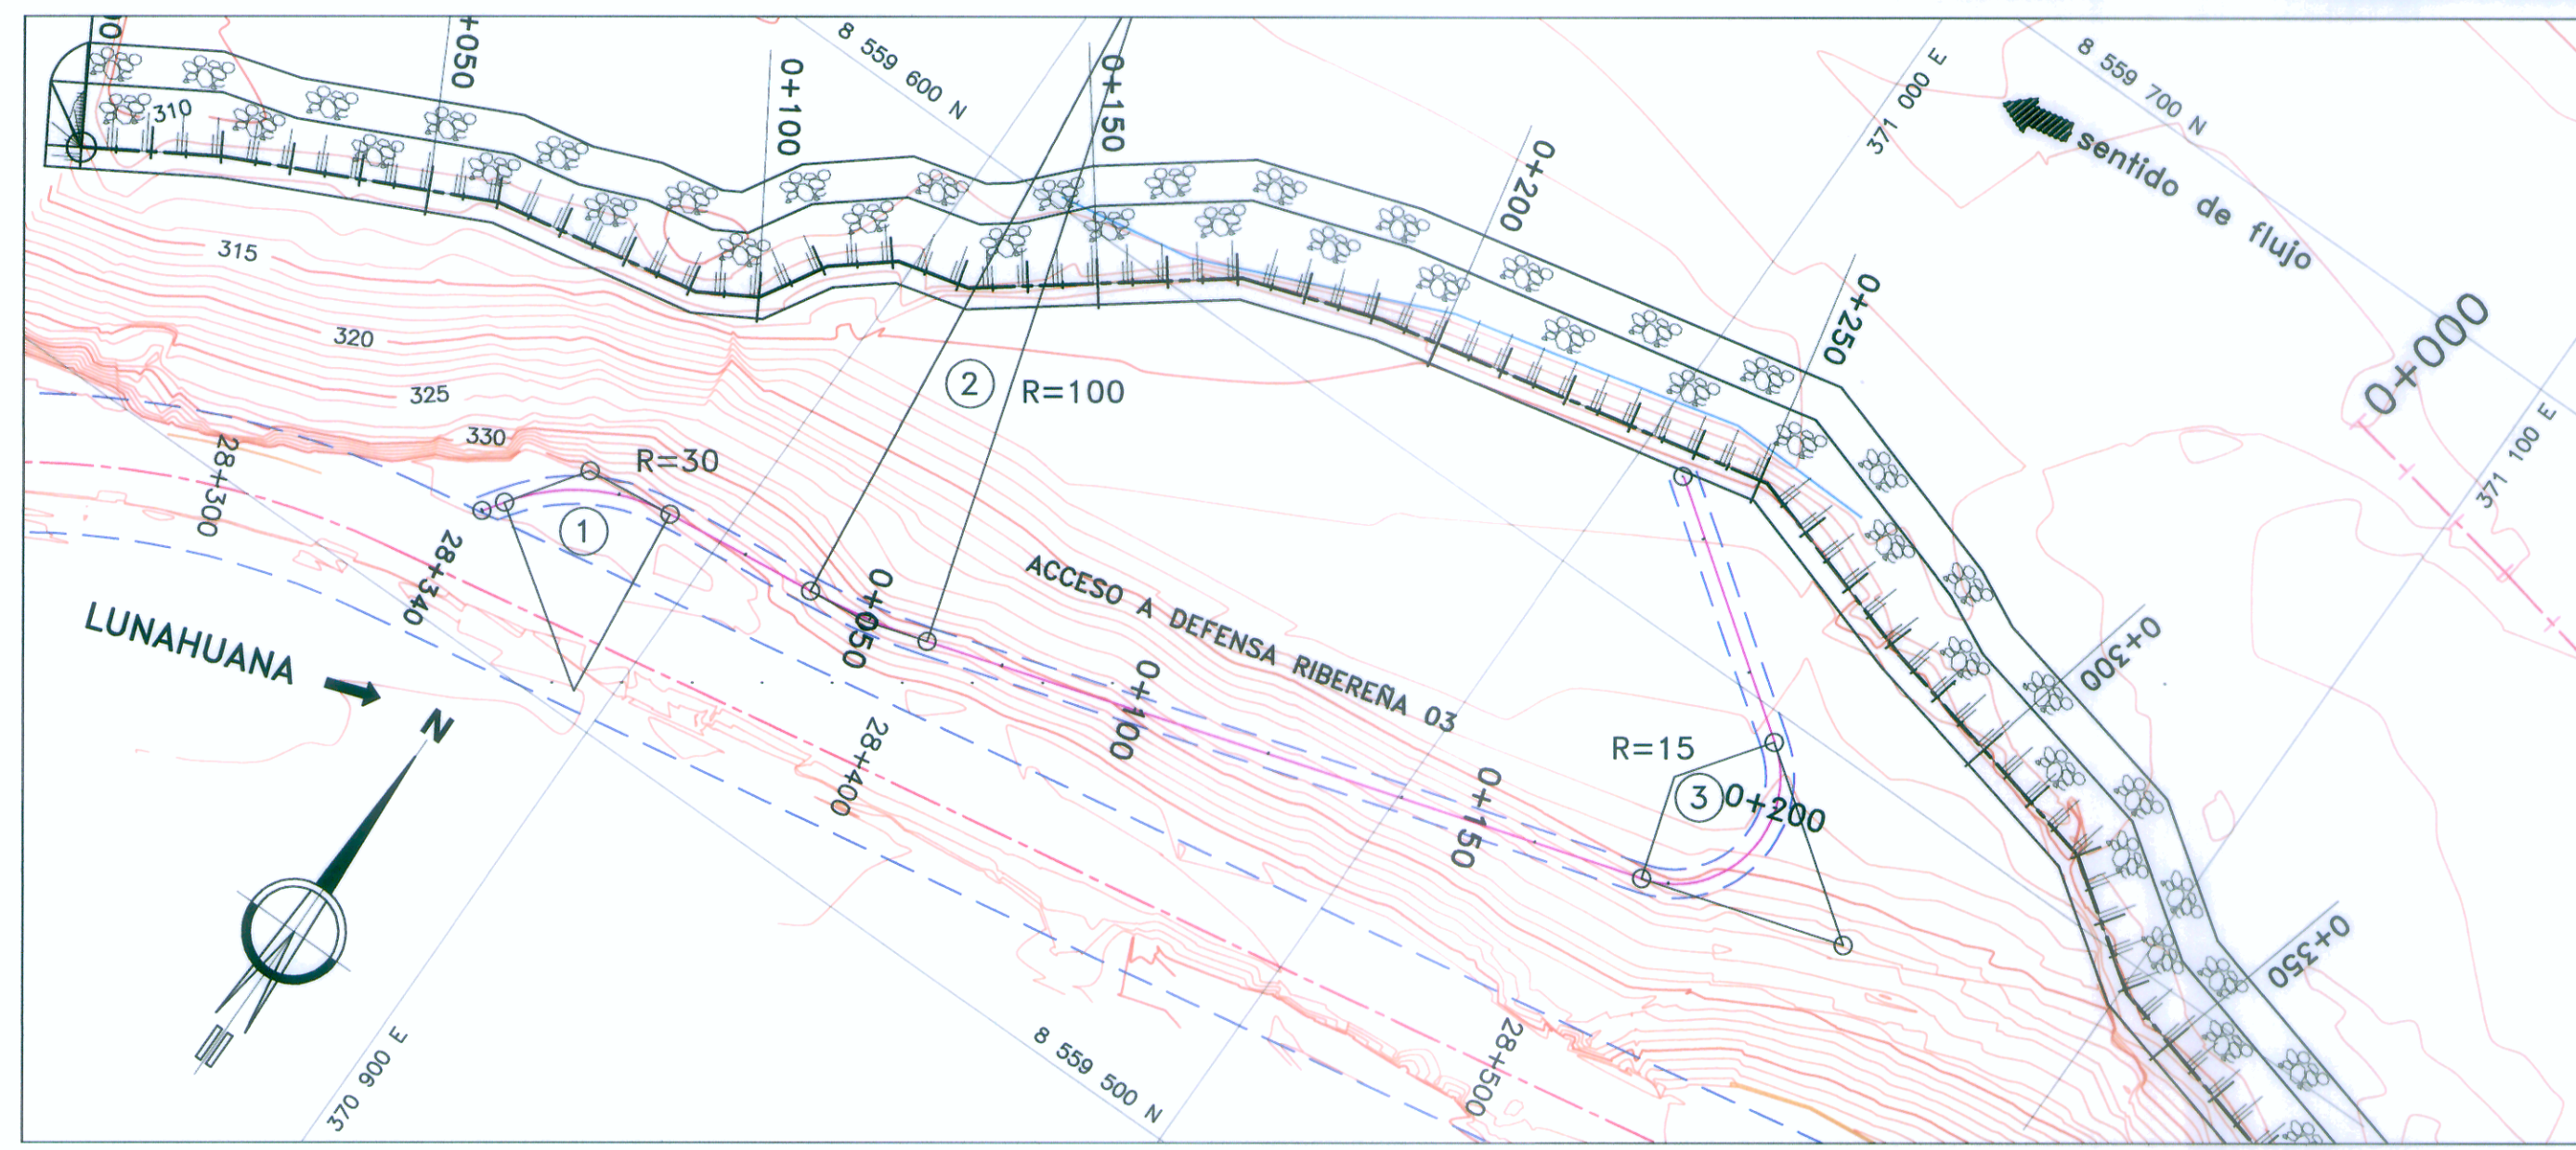 0+050
0+100
8 559 600 N
0+150
0+200
371 000 E
8 559 700 N
sentido de flujo
310
315
320
325
330
0+250
0+000
371 100 E
2
R=100
R=30
1
28+300
28+340
LUNAHUANA
N
0+050
ACCESO A DEFENSA RIBEREÑA 03
0+100
28+400
0+150
R=15
3
0+200
0+300
0+350
370 900 E
8 559 500 N
28+500